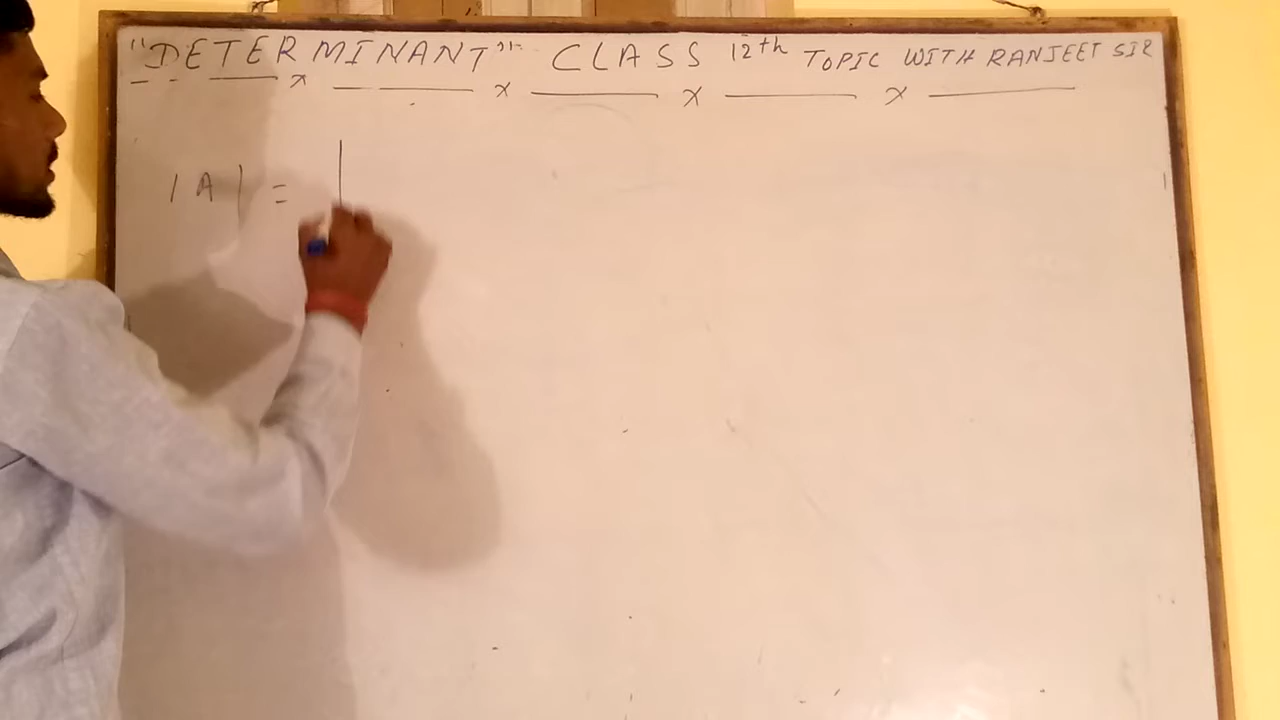 "DETERMINANT" CLASS 12th TOPIC WITH RANJEET SIR
|A| = |